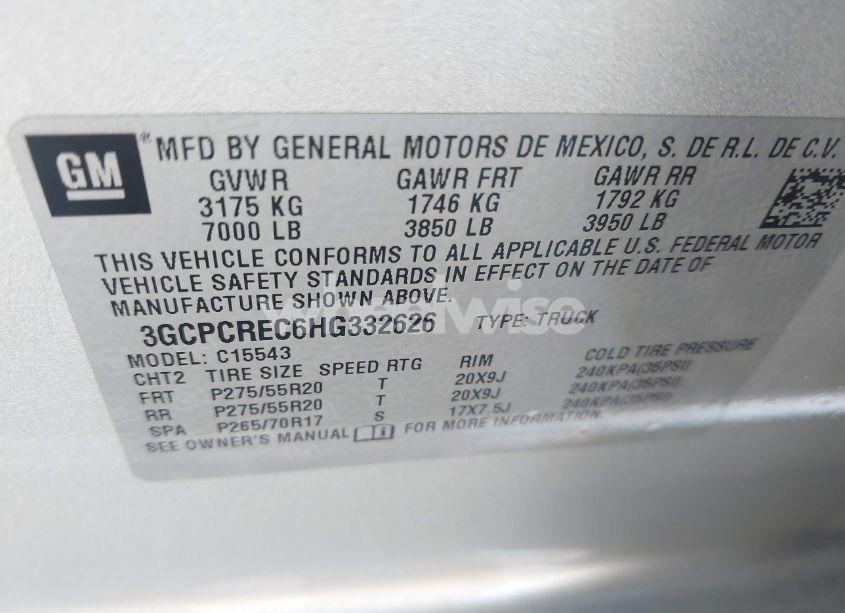 GM
® MFD BY GENERAL MOTORS DE MEXICO, S. DE R.L. DE C.V.
GVWR GAWR FRT GAWR RR
3175 KG 1746 KG 1792 KG
7000 LB 3850 LB 3950 LB
THIS VEHICLE CONFORMS TO ALL APPLICABLE U.S. FEDERAL MOTOR
VEHICLE SAFETY STANDARDS IN EFFECT ON THE DATE OF
MANUFACTURE SHOWN ABOVE.
3GCPCREC6HG332626 TYPE: TRUCK
MODEL: C15543
CHT2 TIRE SIZE SPEED RTG RIM COLD TIRE PRESSURE
FRT P275/55R20 T 20X9J 240KPA(35PSI)
RR P275/55R20 T 20X9J 240KPA(35PSI)
SPA P265/70R17 S 17X7.5J 240KPA(35PSI)
SEE OWNER'S MANUAL FOR MORE INFORMATION.